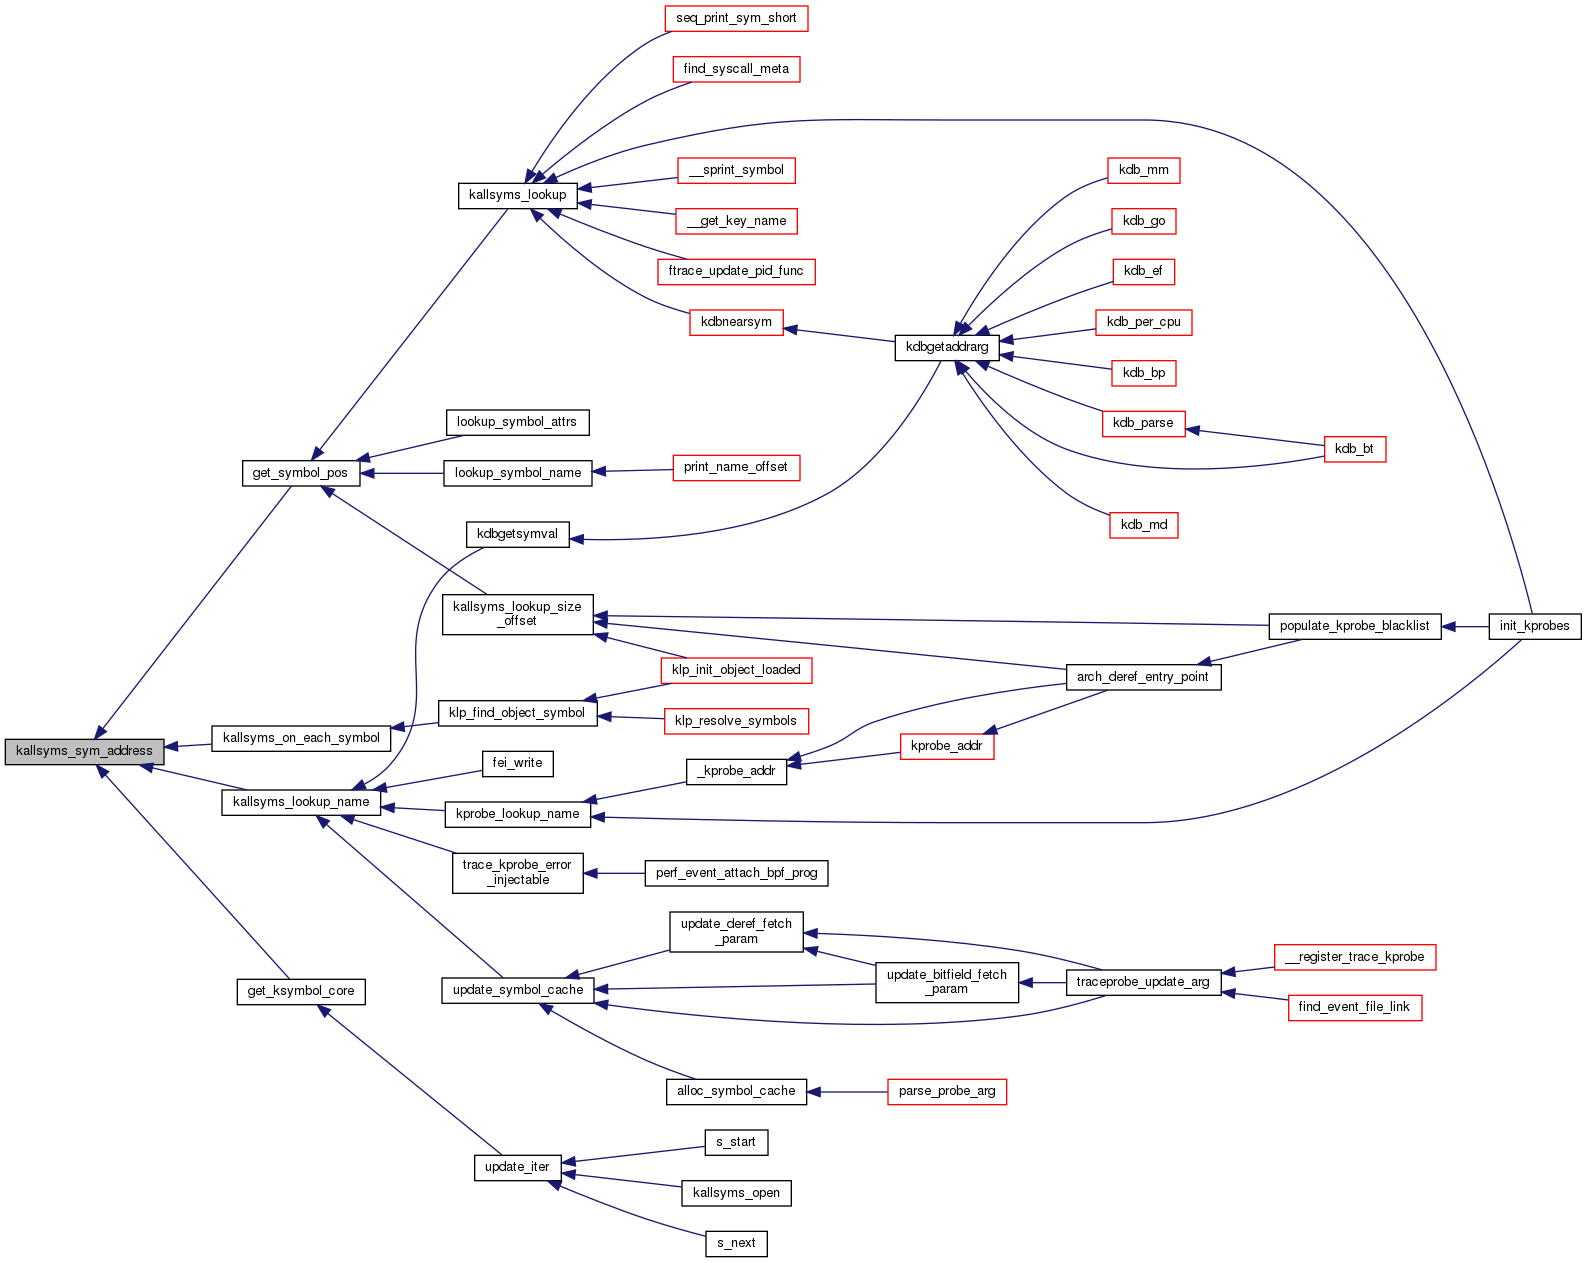 seq_print_sym_short
find_syscall_meta
kallsyms_lookup
__sprint_symbol
__get_key_name
ftrace_update_pid_func
kdbnearsym
kdbgetaddrarg
kdb_mm
kdb_go
kdb_ef
kdb_per_cpu
kdb_bp
kdb_parse
kdb_bt
kdb_md
lookup_symbol_attrs
get_symbol_pos
lookup_symbol_name
print_name_offset
kdbgetsymval
kallsyms_lookup_size
_offset
populate_kprobe_blacklist
init_kprobes
klp_init_object_loaded
arch_deref_entry_point
klp_find_object_symbol
klp_resolve_symbols
kallsyms_on_each_symbol
kallsyms_sym_address
kprobe_addr
fei_write
_kprobe_addr
kallsyms_lookup_name
kprobe_lookup_name
trace_kprobe_error
_injectable
perf_event_attach_bpf_prog
update_deref_fetch
_param
__register_trace_kprobe
update_bitfield_fetch
_param
traceprobe_update_arg
get_ksymbol_core
update_symbol_cache
find_event_file_link
alloc_symbol_cache
parse_probe_arg
s_start
update_iter
kallsyms_open
s_next